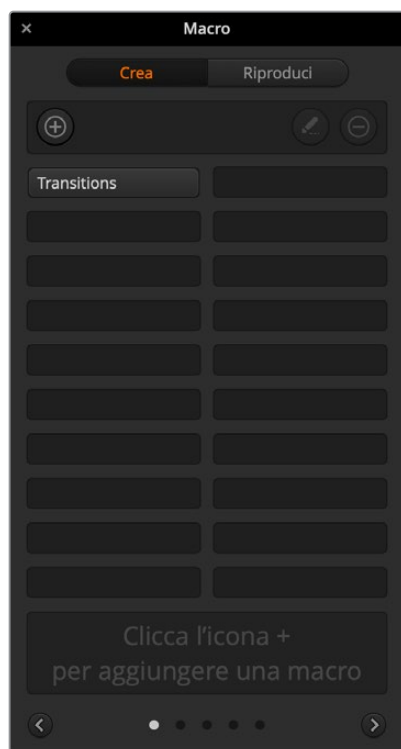 Macro
Crea
Riproduci
Transitions
Clicca l'icona +
per aggiungere una macro